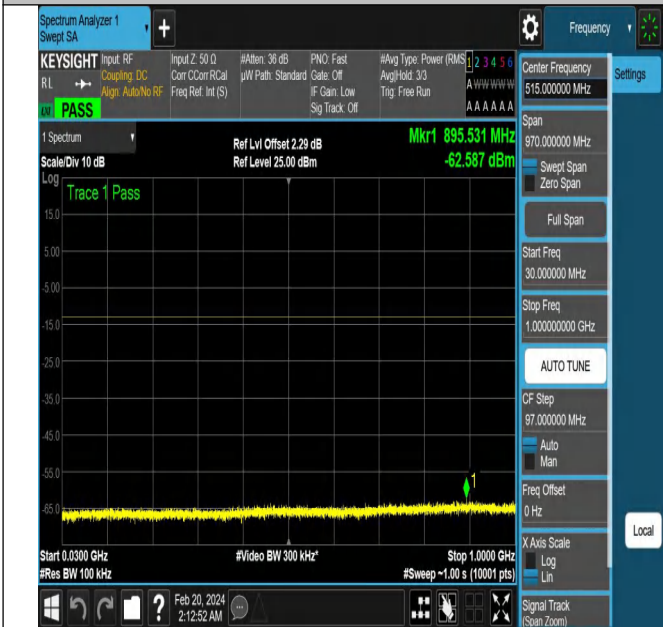 Spectrum Analyzer 1
Swept SA
+
Frequency
KEYSIGHT
RL
EXT PASS
Input: RF
Coupling: DC
Align: Auto/No RF
Input Z: 50 Ω
Corr CCorr RCal
Freq Ref: Int (S)
#Atten: 36 dB
µW Path: Standard
PNO: Fast
Gate: Off
IF Gain: Low
Sig Track: Off
#Avg Type: Power (RMS
Avg|Hold: 3/3
Trig: Free Run
1 2 3 4 5 6
A W W W W W
A A A A A A
1 Spectrum
Scale/Div 10 dB
Log
Ref Lvl Offset 2.29 dB
Ref Level 25.00 dBm
Mkr1 895.531 MHz
-62.587 dBm
Trace 1 Pass
15.0
5.00
-5.00
-15.0
-25.0
-35.0
-45.0
-55.0
-65.0
1
Start 0.0300 GHz
#Res BW 100 kHz
#Video BW 300 kHz*
Stop 1.0000 GHz
#Sweep ~1.00 s (10001 pts)
?
Feb 20, 2024
2:12:52 AM
Center Frequency
515.000000 MHz
Span
970.000000 MHz
Swept Span
Zero Span
Full Span
Start Freq
30.000000 MHz
Stop Freq
1.000000000 GHz
AUTO TUNE
CF Step
97.000000 MHz
Auto
Man
Freq Offset
0 Hz
X Axis Scale
Log
Lin
Signal Track
(Span Zoom)
Settings
Local